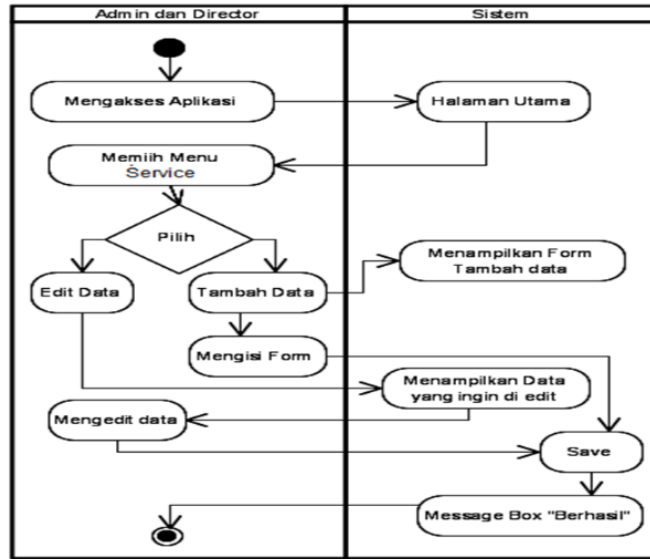 Admin dan Director
Sistem
Mengakses Aplikasi
Halaman Utama
Memiih Menu
Service
Pilih
Menampilkan Form
Tambah data
Edit Data
Tambah Data
Mengisi Form
Menampilkan Data
yang ingin di edit
Mengedit data
Save
Message Box "Berhasil"